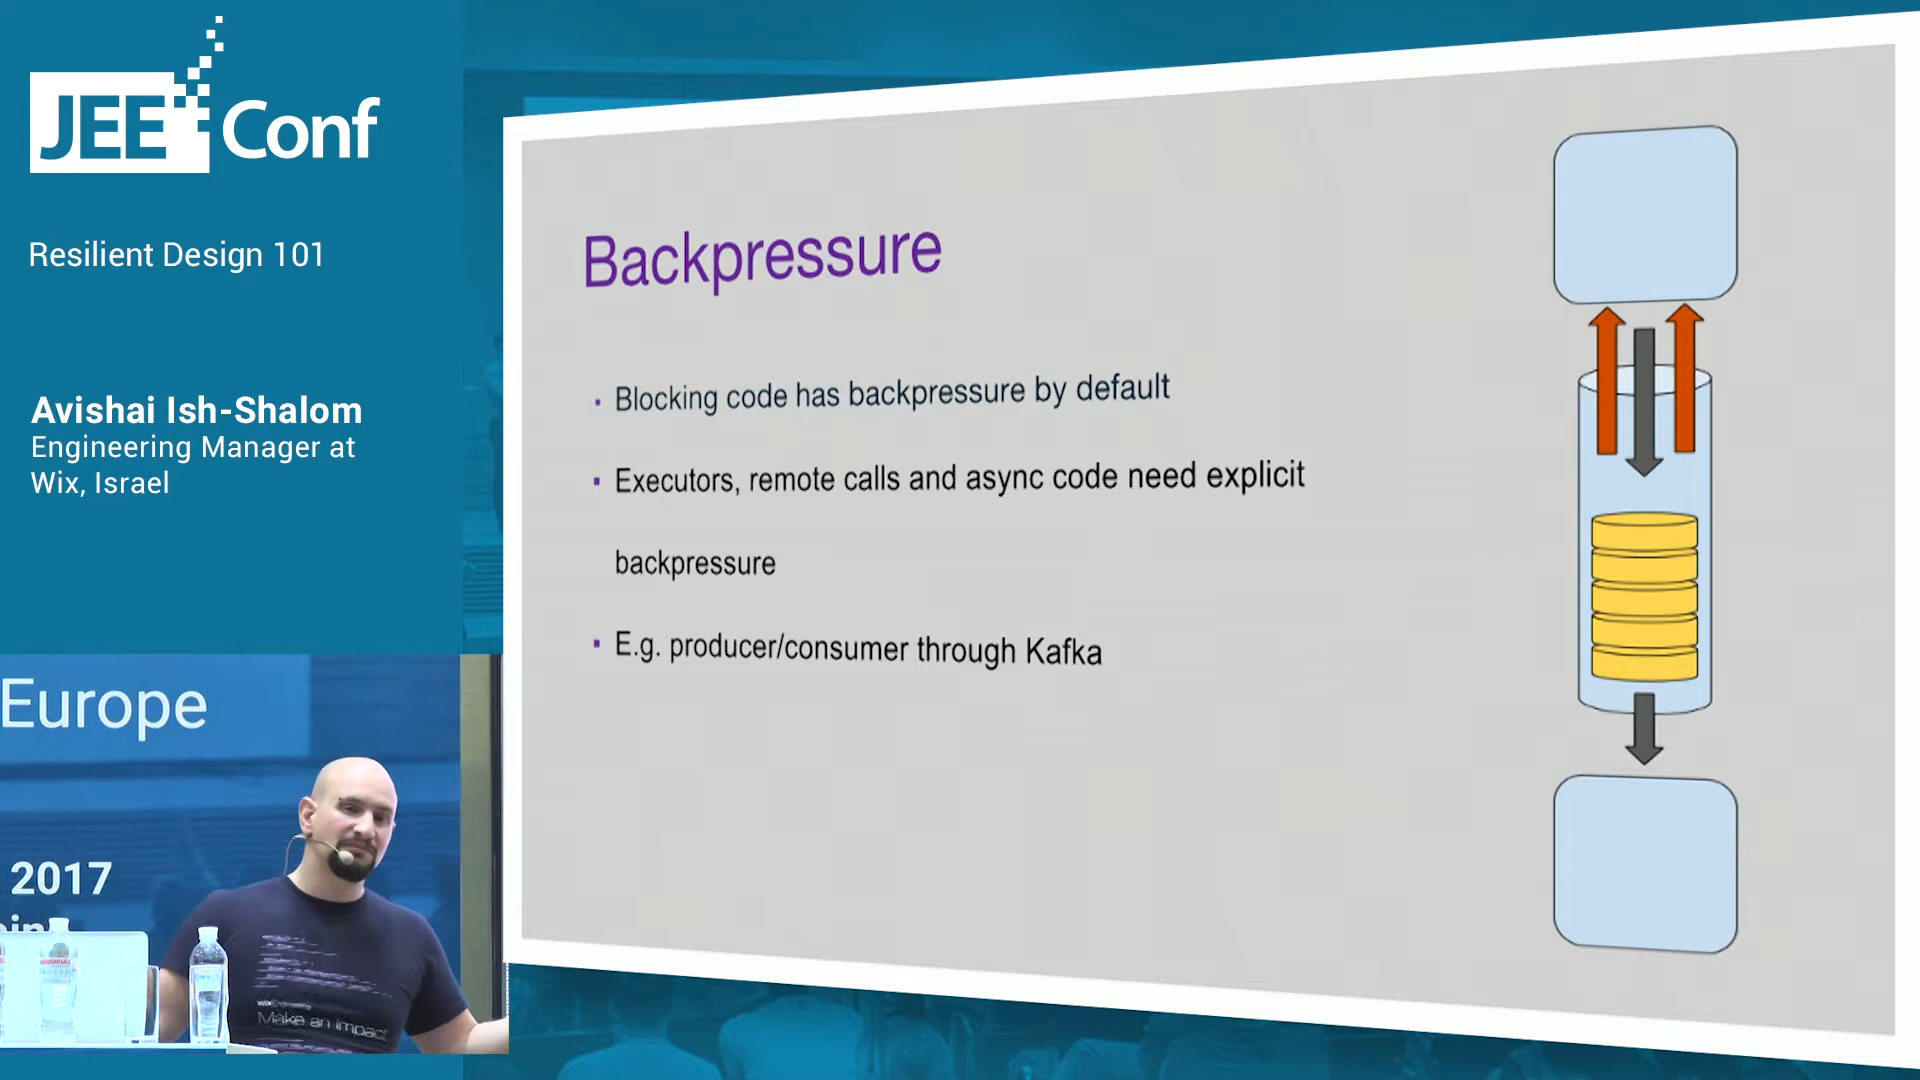 JEE Conf
Resilient Design 101
Avishai Ish-Shalom
Engineering Manager at
Wix, Israel
Europe
2017
Make an impact
Backpressure
▪ Blocking code has backpressure by default
▪ Executors, remote calls and async code need explicit
backpressure
▪ E.g. producer/consumer through Kafka